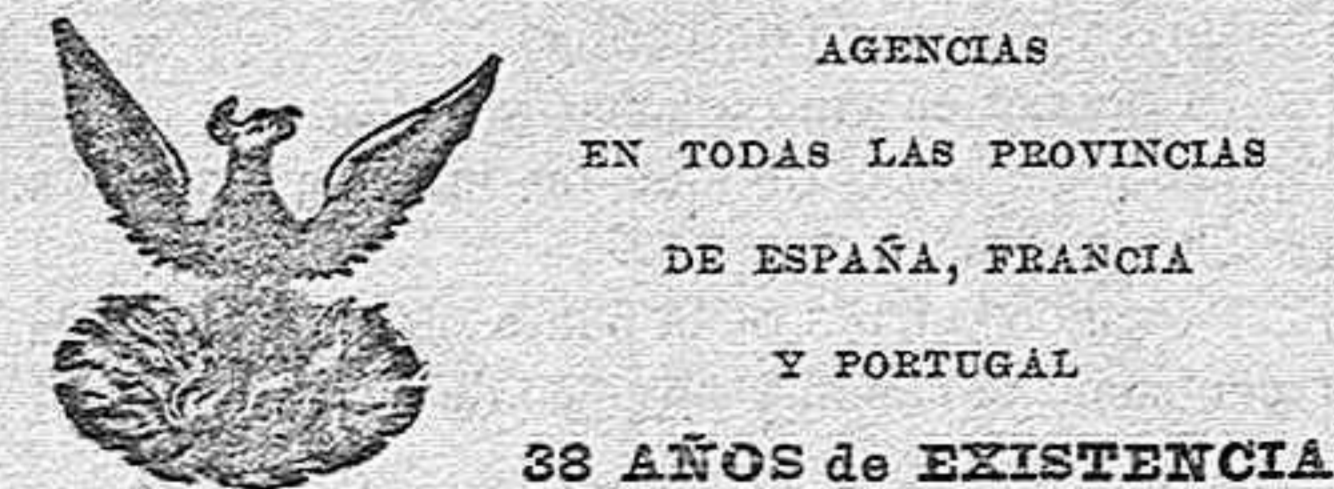 AGENCIAS
EN TODAS LAS PROVINCIAS
DE ESPAÑA, FRANCIA
Y PORTUGAL
38 AÑOS de EXISTENCIA